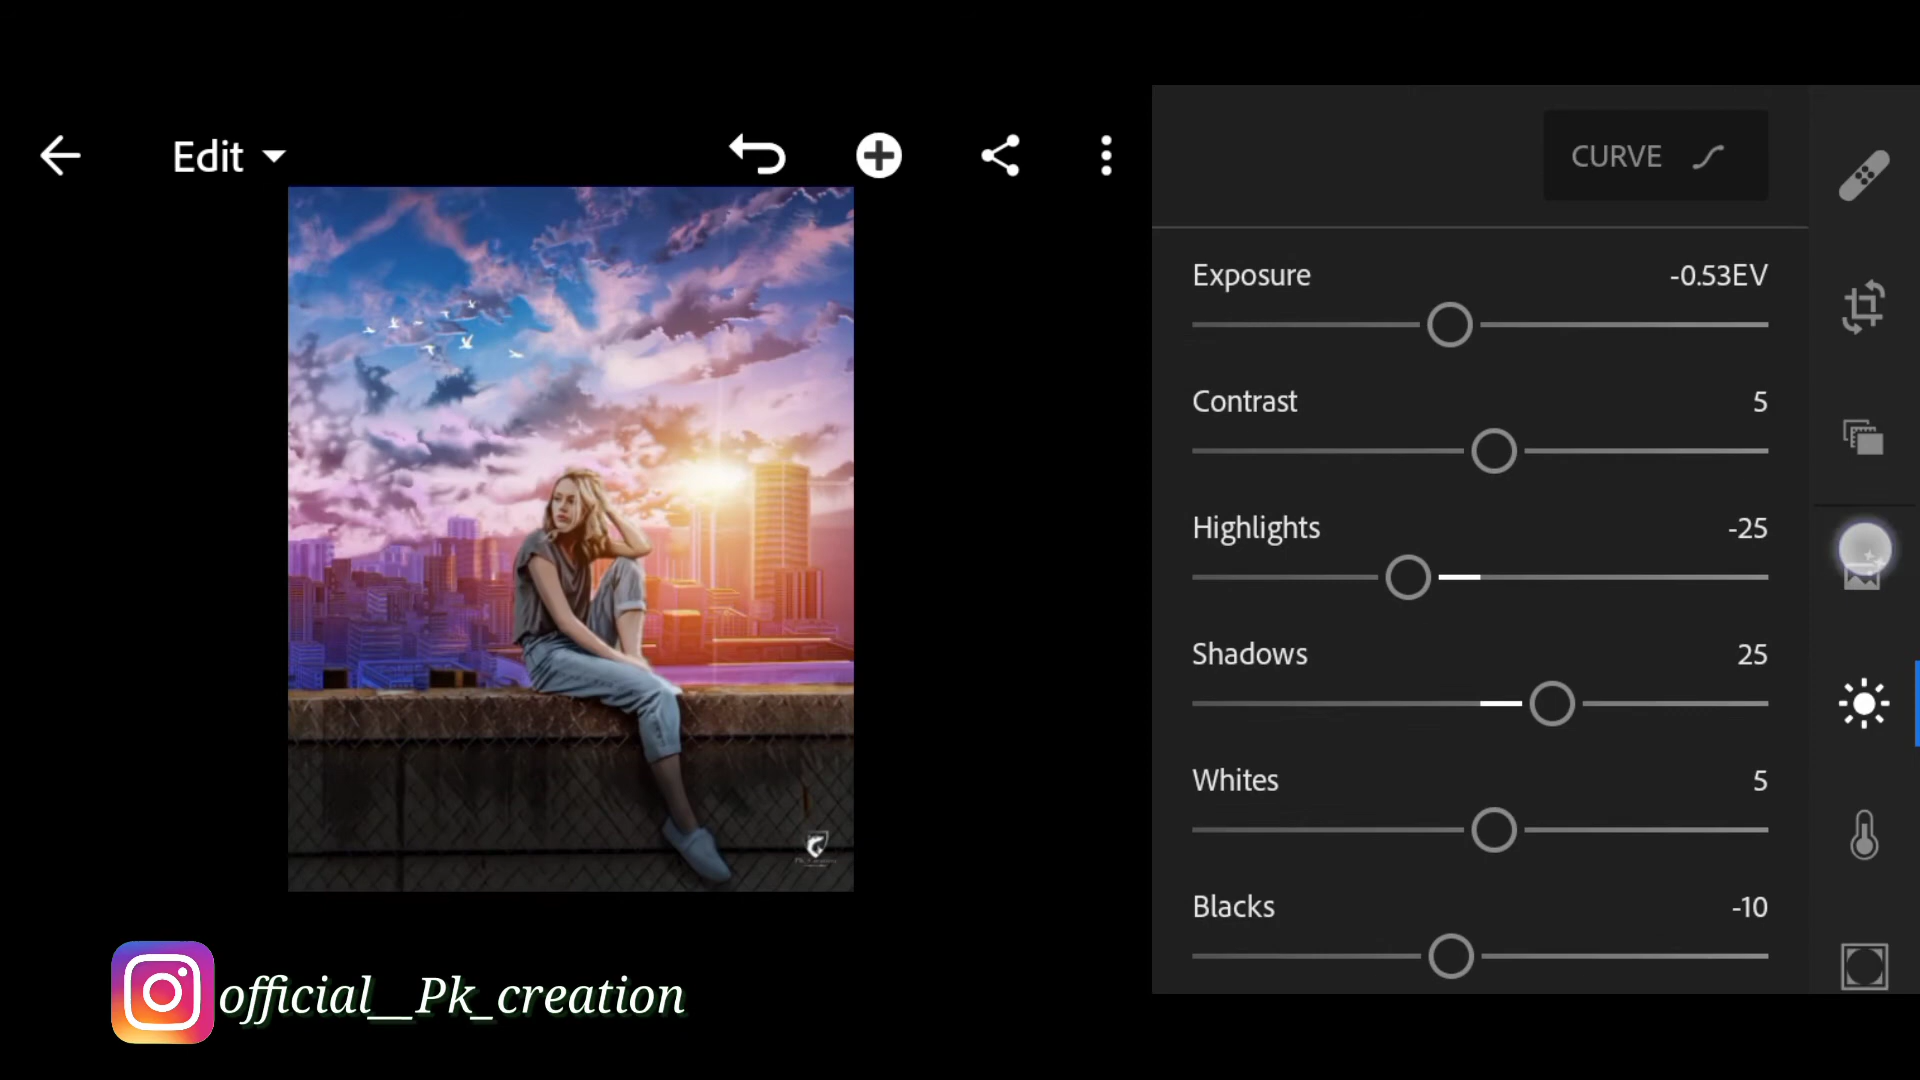 Edit
CURVE
Exposure -0.53EV
Contrast 5
Highlights -25
Shadows 25
Whites 5
Blacks -10
official__Pk_creation